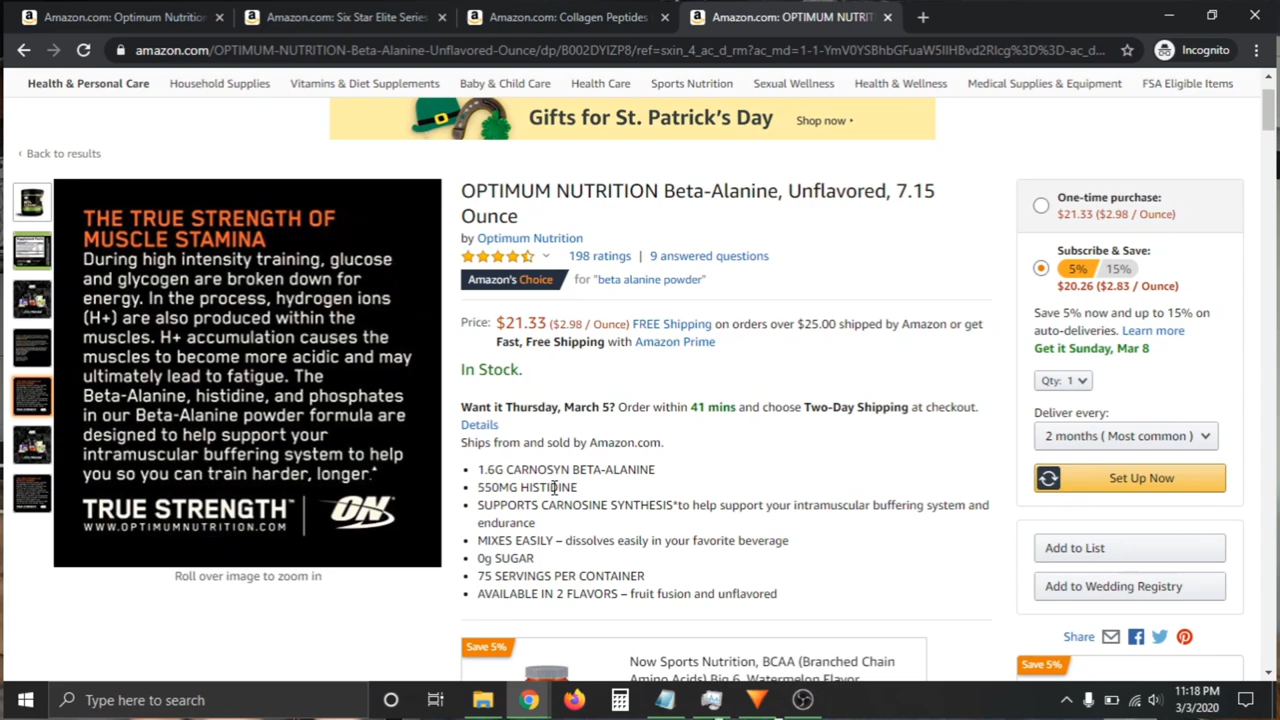 Amazon.com: Optimum Nutrition
Amazon.com: Six Star Elite Series
Amazon.com: Collagen Peptides
Amazon.com: OPTIMUM NUTRIT
amazon.com/OPTIMUM-NUTRITION-Beta-Alanine-Unflavored-Ounce/dp/B002DYIZP8/ref=sxin_4_ac_d_rm?ac_md=1-1-YmV0YSBhbGFuaW5lIHBvd2Rlcg%3D%3D-ac_d...
Incognito
Health & Personal Care Household Supplies Vitamins & Diet Supplements Baby & Child Care Health Care Sports Nutrition Sexual Wellness Health & Wellness Medical Supplies & Equipment FSA Eligible Items
Gifts for St. Patrick's Day Shop now
‹ Back to results
THE TRUE STRENGTH OF
MUSCLE STAMINA
During high intensity training, glucose
and glycogen are broken down for
energy. In the process, hydrogen ions
(H+) are also produced within the
muscles. H+ accumulation causes the
muscles to become more acidic and may
ultimately lead to fatigue. The
Beta-Alanine, histidine, and phosphates
in our Beta-Alanine powder formula are
designed to help support your
intramuscular buffering system to help
you so you can train harder, longer.*
TRUE STRENGTH™ ON
WWW.OPTIMUMNUTRITION.COM
Roll over image to zoom in
OPTIMUM NUTRITION Beta-Alanine, Unflavored, 7.15
Ounce
by Optimum Nutrition
198 ratings | 9 answered questions
Amazon's Choice for "beta alanine powder"
Price: $21.33 ($2.98 / Ounce) FREE Shipping on orders over $25.00 shipped by Amazon or get
Fast, Free Shipping with Amazon Prime
In Stock.
Want it Thursday, March 5? Order within 41 mins and choose Two-Day Shipping at checkout.
Details
Ships from and sold by Amazon.com.
• 1.6G CARNOSYN BETA-ALANINE
• 550MG HISTIDINE
• SUPPORTS CARNOSINE SYNTHESIS*to help support your intramuscular buffering system and
endurance
• MIXES EASILY – dissolves easily in your favorite beverage
• 0g SUGAR
• 75 SERVINGS PER CONTAINER
• AVAILABLE IN 2 FLAVORS – fruit fusion and unflavored
Save 5%
Now Sports Nutrition, BCAA (Branched Chain
Amino Acids) Big 6, Watermelon Flavor
One-time purchase:
$21.33 ($2.98 / Ounce)
Subscribe & Save:
5% 15%
$20.26 ($2.83 / Ounce)
Save 5% now and up to 15% on
auto-deliveries. Learn more
Get it Sunday, Mar 8
Qty: 1
Deliver every:
2 months ( Most common )
Set Up Now
Add to List
Add to Wedding Registry
Share
Save 5%
Type here to search
11:18 PM
3/3/2020